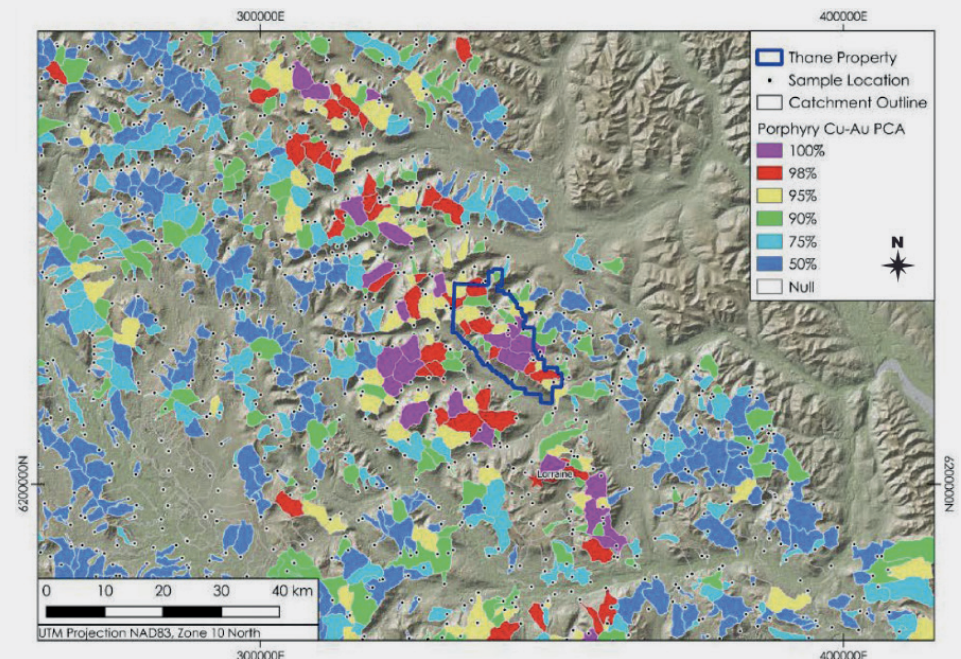 300000E
400000E
Thane Property
Sample Location
Catchment Outline
Porphyry Cu-Au PCA
100%
98%
95%
90%
75%
50%
Null
N
Lorraine
6200000N
6200000N
0 10 20 30 40 km
UTM Projection NAD83, Zone 10 North
300000E
400000E